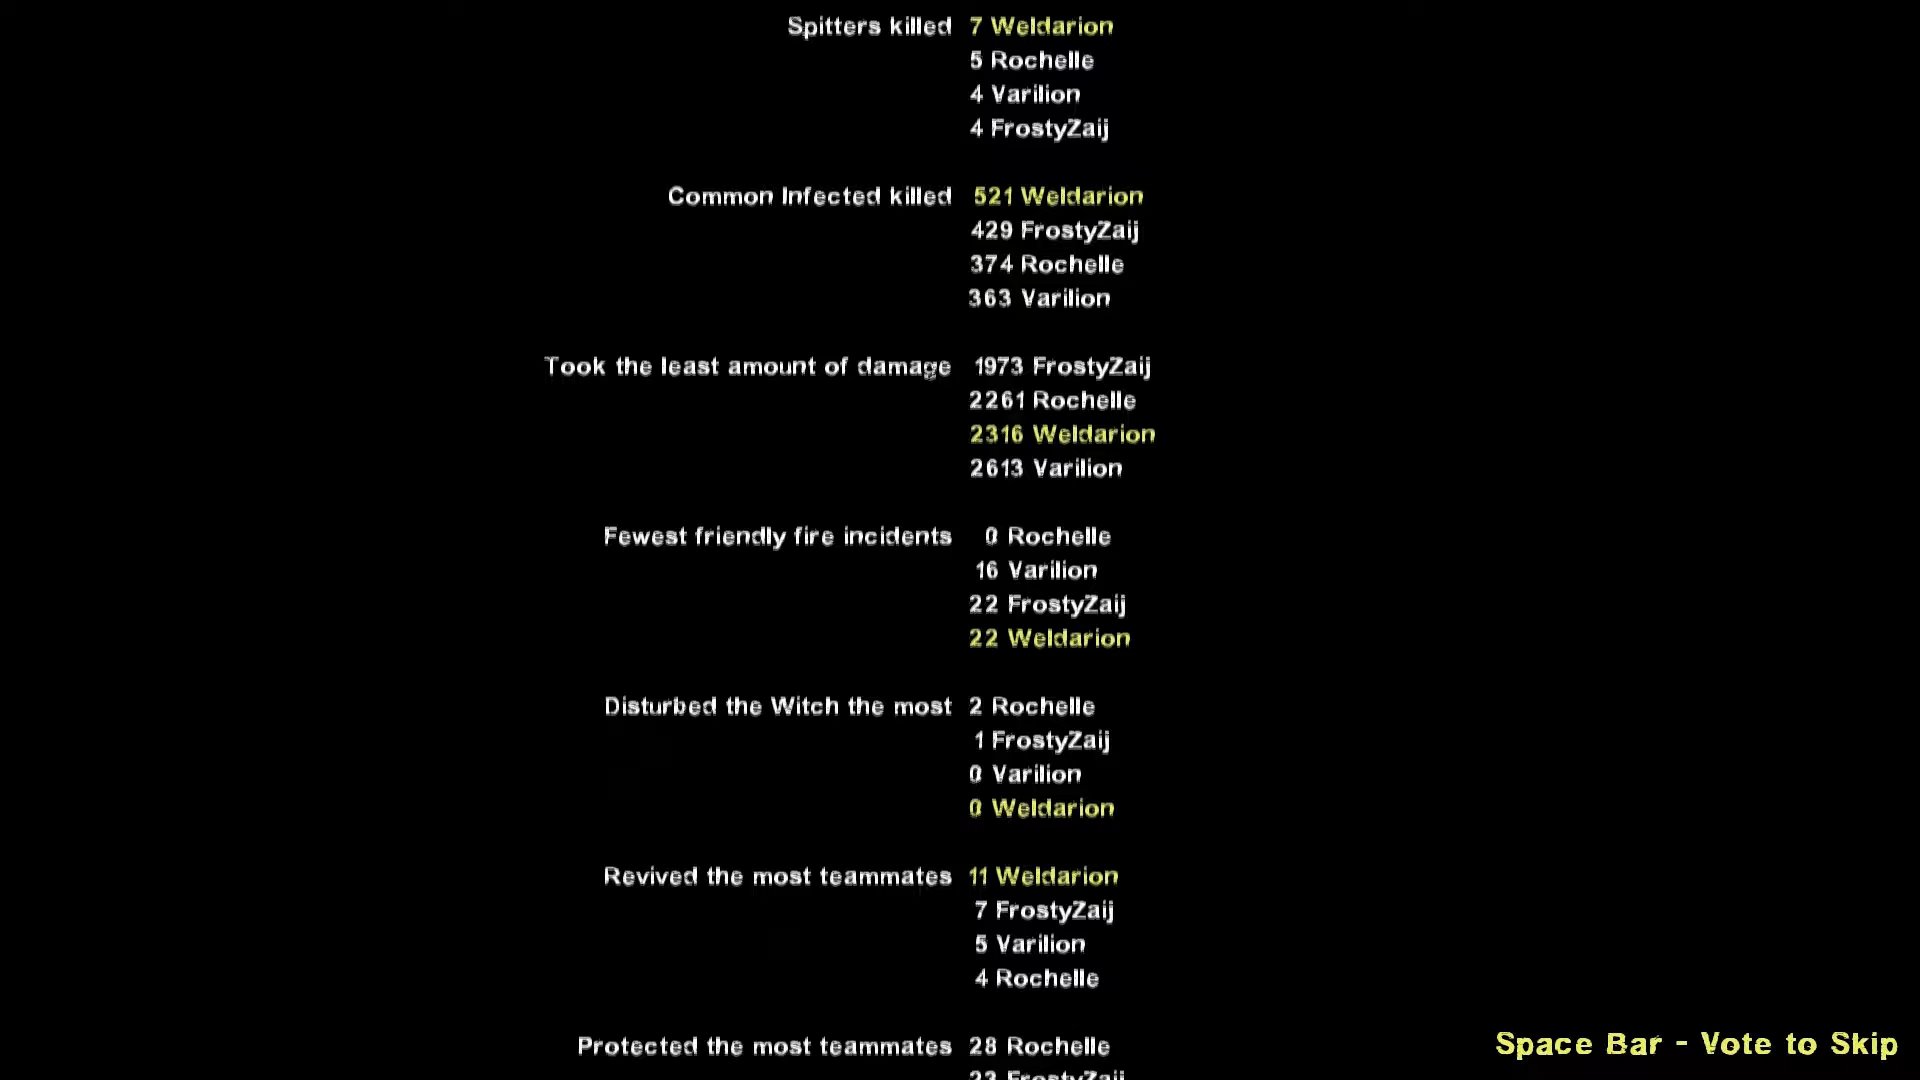 Spitters killed 7 Weldarion
5 Rochelle
4 Varilion
4 FrostyZaij
Common Infected killed 521 Weldarion
429 FrostyZaij
374 Rochelle
363 Varilion
Took the least amount of damage 1973 FrostyZaij
2261 Rochelle
2316 Weldarion
2613 Varilion
Fewest friendly fire incidents 0 Rochelle
16 Varilion
22 FrostyZaij
22 Weldarion
Disturbed the Witch the most 2 Rochelle
1 FrostyZaij
0 Varilion
0 Weldarion
Revived the most teammates 11 Weldarion
7 FrostyZaij
5 Varilion
4 Rochelle
Protected the most teammates 28 Rochelle
Space Bar - Vote to Skip
FrostyZaij